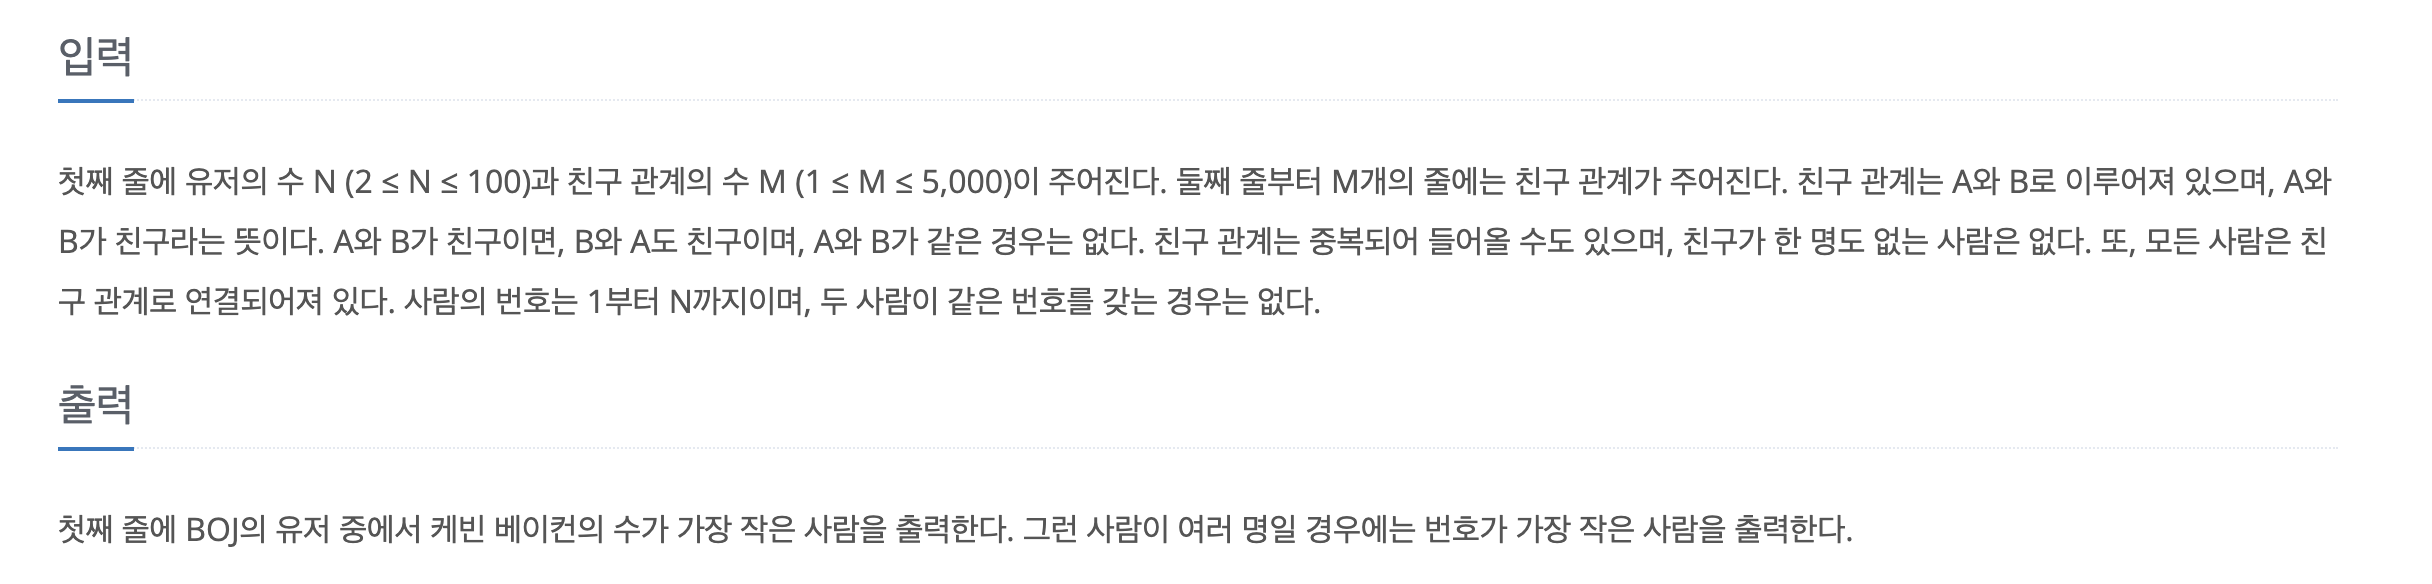 입력
첫째 줄에 유저의 수 N (2 ≤ N ≤ 100)과 친구 관계의 수 M (1 ≤ M ≤ 5,000)이 주어진다. 둘째 줄부터 M개의 줄에는 친구 관계가 주어진다. 친구 관계는 A와 B로 이루어져 있으며, A와
B가 친구라는 뜻이다. A와 B가 친구이면, B와 A도 친구이며, A와 B가 같은 경우는 없다. 친구 관계는 중복되어 들어올 수도 있으며, 친구가 한 명도 없는 사람은 없다. 또, 모든 사람은 친
구 관계로 연결되어져 있다. 사람의 번호는 1부터 N까지이며, 두 사람이 같은 번호를 갖는 경우는 없다.
출력
첫째 줄에 BOJ의 유저 중에서 케빈 베이컨의 수가 가장 작은 사람을 출력한다. 그런 사람이 여러 명일 경우에는 번호가 가장 작은 사람을 출력한다.